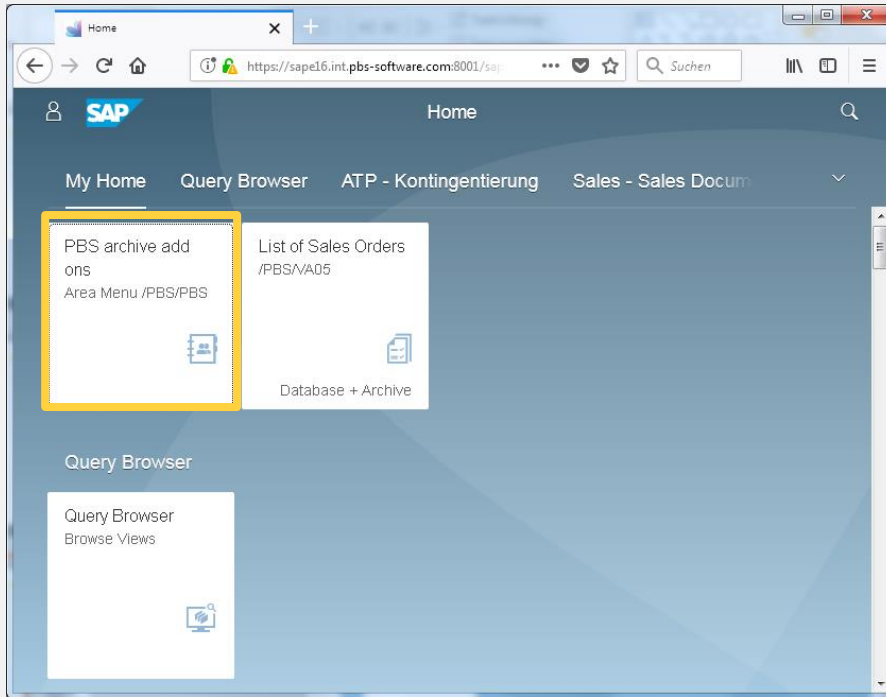 Home
https://sape16.int.pbs-software.com:8001/sap
Suchen
SAP
Home
My Home Query Browser ATP - Kontingentierung Sales - Sales Docum
PBS archive add
ons
Area Menu /PBS/PBS
List of Sales Orders
/PBS/VA05
Database + Archive
Query Browser
Query Browser
Browse Views